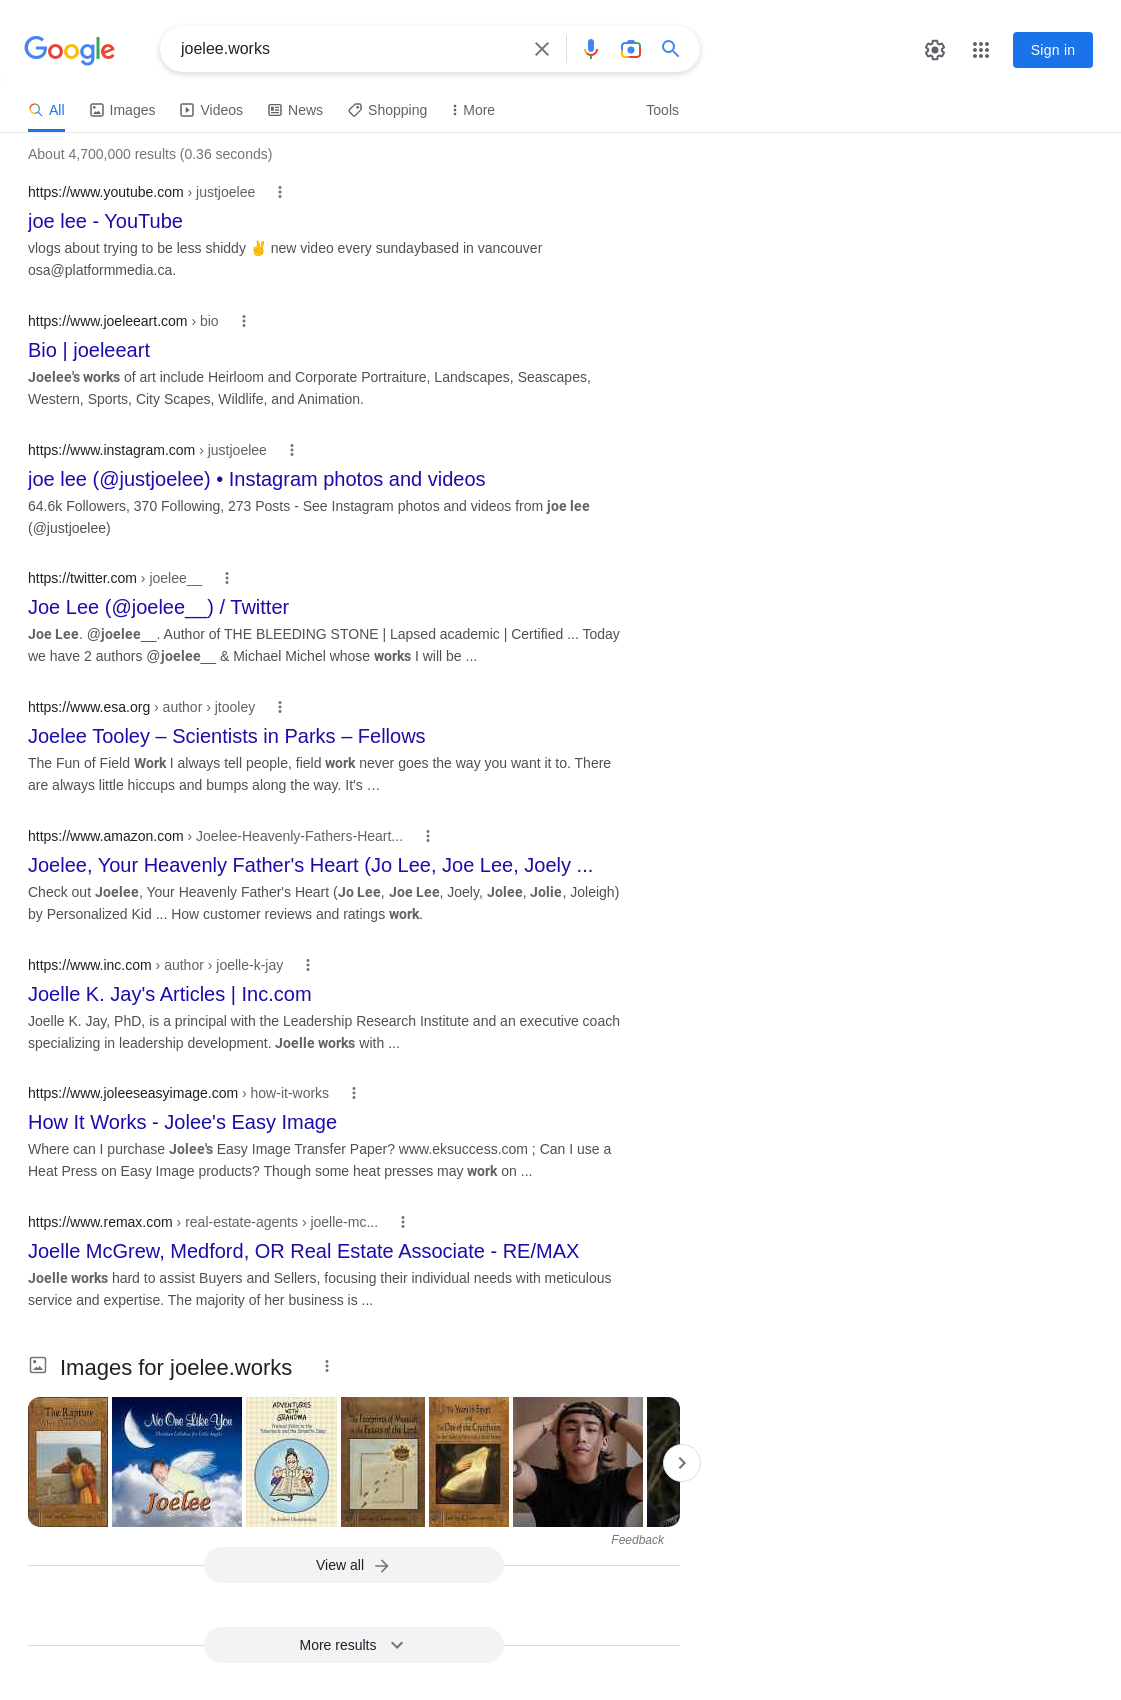 Google
joelee.works
Sign in
All
Images
Videos
News
Shopping
More
Tools
About 4,700,000 results (0.36 seconds)
https://www.youtube.com › justjoelee
joe lee - YouTube
vlogs about trying to be less shiddy ✌️ new video every sundaybased in vancouver
osa@platformmedia.ca.
https://www.joeleeart.com › bio
Bio | joeleeart
Joelee's works of art include Heirloom and Corporate Portraiture, Landscapes, Seascapes,
Western, Sports, City Scapes, Wildlife, and Animation.
https://www.instagram.com › justjoelee
joe lee (@justjoelee) • Instagram photos and videos
64.6k Followers, 370 Following, 273 Posts - See Instagram photos and videos from joe lee
(@justjoelee)
https://twitter.com › joelee__
Joe Lee (@joelee__) / Twitter
Joe Lee. @joelee__. Author of THE BLEEDING STONE | Lapsed academic | Certified ... Today
we have 2 authors @joelee__ & Michael Michel whose works I will be ...
https://www.esa.org › author › jtooley
Joelee Tooley – Scientists in Parks – Fellows
The Fun of Field Work I always tell people, field work never goes the way you want it to. There
are always little hiccups and bumps along the way. It's …
https://www.amazon.com › Joelee-Heavenly-Fathers-Heart...
Joelee, Your Heavenly Father's Heart (Jo Lee, Joe Lee, Joely ...
Check out Joelee, Your Heavenly Father's Heart (Jo Lee, Joe Lee, Joely, Jolee, Jolie, Joleigh)
by Personalized Kid ... How customer reviews and ratings work.
https://www.inc.com › author › joelle-k-jay
Joelle K. Jay's Articles | Inc.com
Joelle K. Jay, PhD, is a principal with the Leadership Research Institute and an executive coach
specializing in leadership development. Joelle works with ...
https://www.joleeseasyimage.com › how-it-works
How It Works - Jolee's Easy Image
Where can I purchase Jolee's Easy Image Transfer Paper? www.eksuccess.com ; Can I use a
Heat Press on Easy Image products? Though some heat presses may work on ...
https://www.remax.com › real-estate-agents › joelle-mc...
Joelle McGrew, Medford, OR Real Estate Associate - RE/MAX
Joelle works hard to assist Buyers and Sellers, focusing their individual needs with meticulous
service and expertise. The majority of her business is ...
Images for joelee.works
The Rapture
No One Like You
Joelee
ADVENTURES
WITH
GRANDMA
The Footprints of Messiah
in the Feasts of the Lord
The Day of the Crucifixion
Feedback
View all
More results